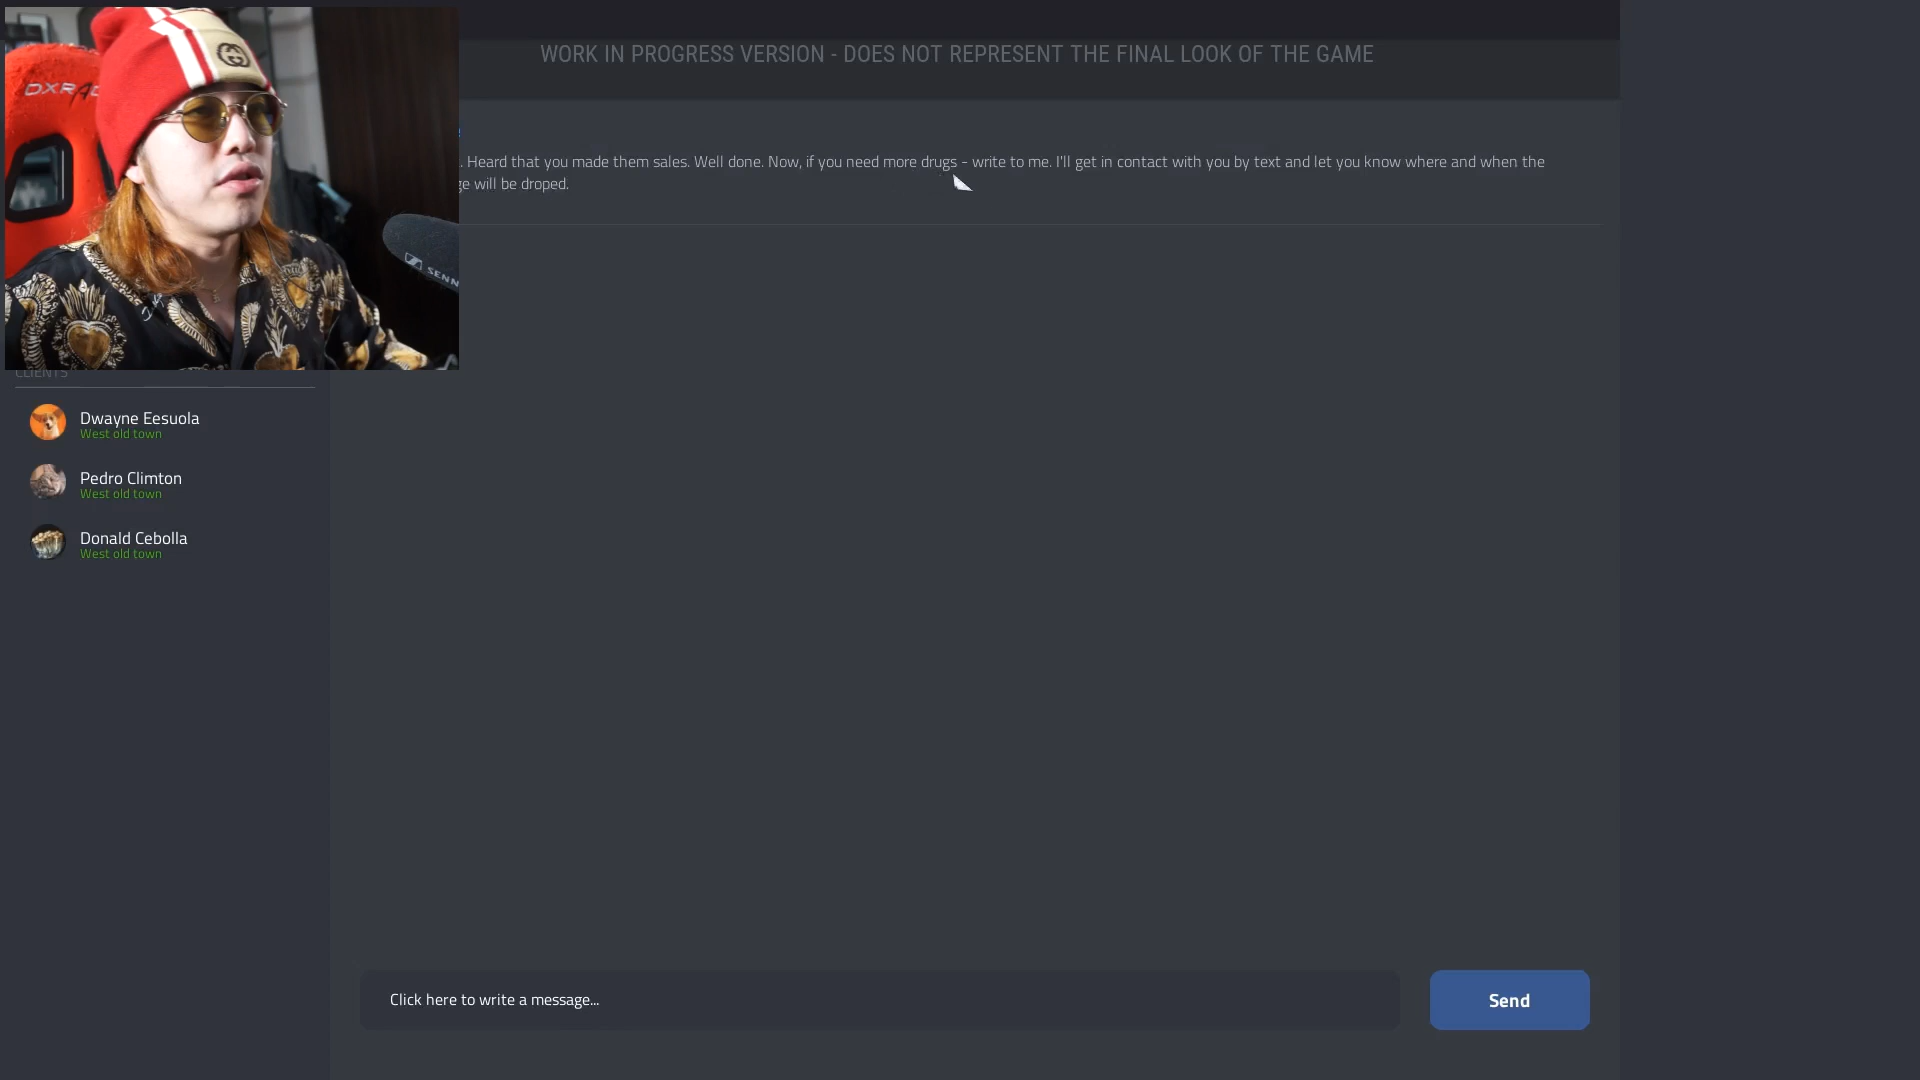 WORK IN PROGRESS VERSION - DOES NOT REPRESENT THE FINAL LOOK OF THE GAME
. Heard that you made them sales. Well done. Now, if you need more drugs - write to me. I'll get in contact with you by text and let you know where and when the
will be droped.
CLIENTS
Dwayne Eesuola
West old town
Pedro Climton
West old town
Donald Cebolla
West old town
Click here to write a message...
Send